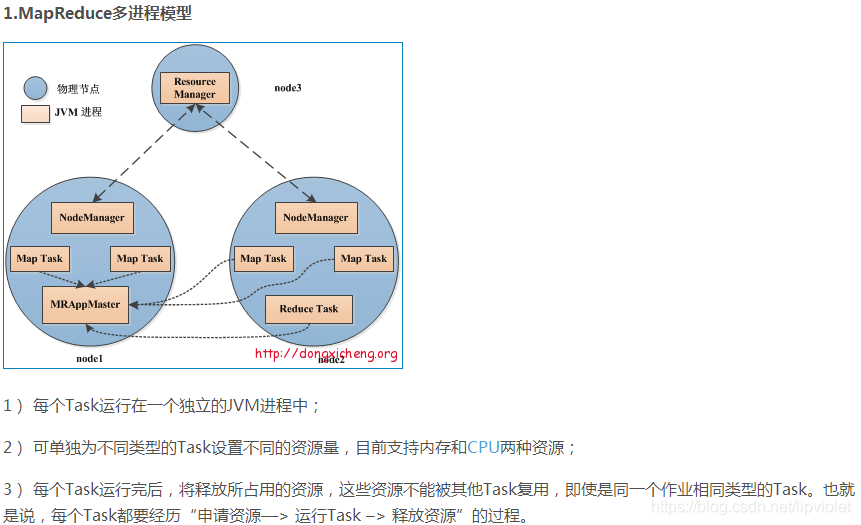 1.MapReduce多进程模型
物理节点
JVM 进程
Resource
Manager
node3
NodeManager
NodeManager
Map Task
Map Task
Map Task
Map Task
MRAppMaster
Reduce Task
http://dongxicheng.org
node1
node2
1） 每个Task运行在一个独立的JVM进程中；
2） 可单独为不同类型的Task设置不同的资源量，目前支持内存和CPU两种资源；
3） 每个Task运行完后，将释放所占用的资源，这些资源不能被其他Task复用，即使是同一个作业相同类型的Task。也就
是说，每个Task都要经历“申请资源—> 运行Task –> 释放资源”的过程。
https://blog.csdn.net/lipviolet